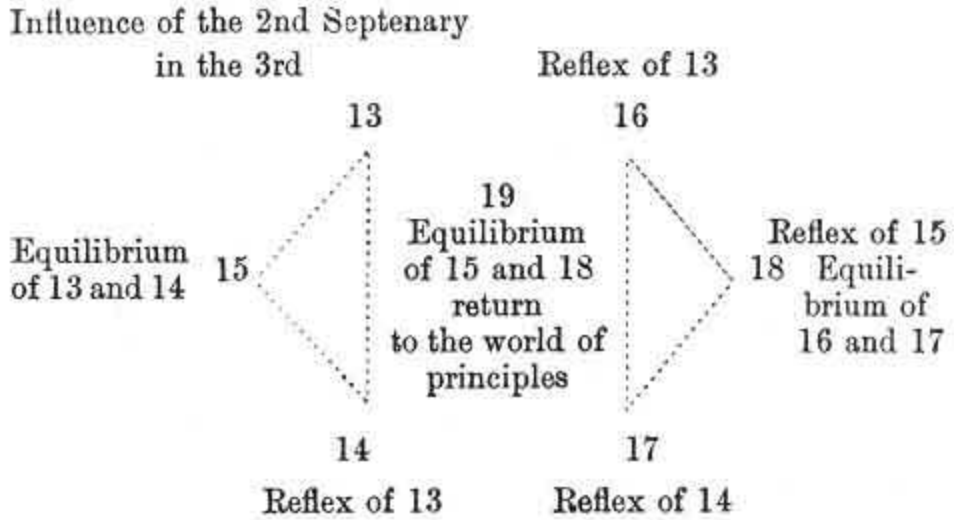 Influence of the 2nd Septenary
in the 3rd
Reflex of 13
13
16
19
Equilibrium
of 15 and 18
return
to the world of
principles
Equilibrium
of 13 and 14
15
Reflex of 15
18 Equili-
brium of
16 and 17
14
Reflex of 13
17
Reflex of 14